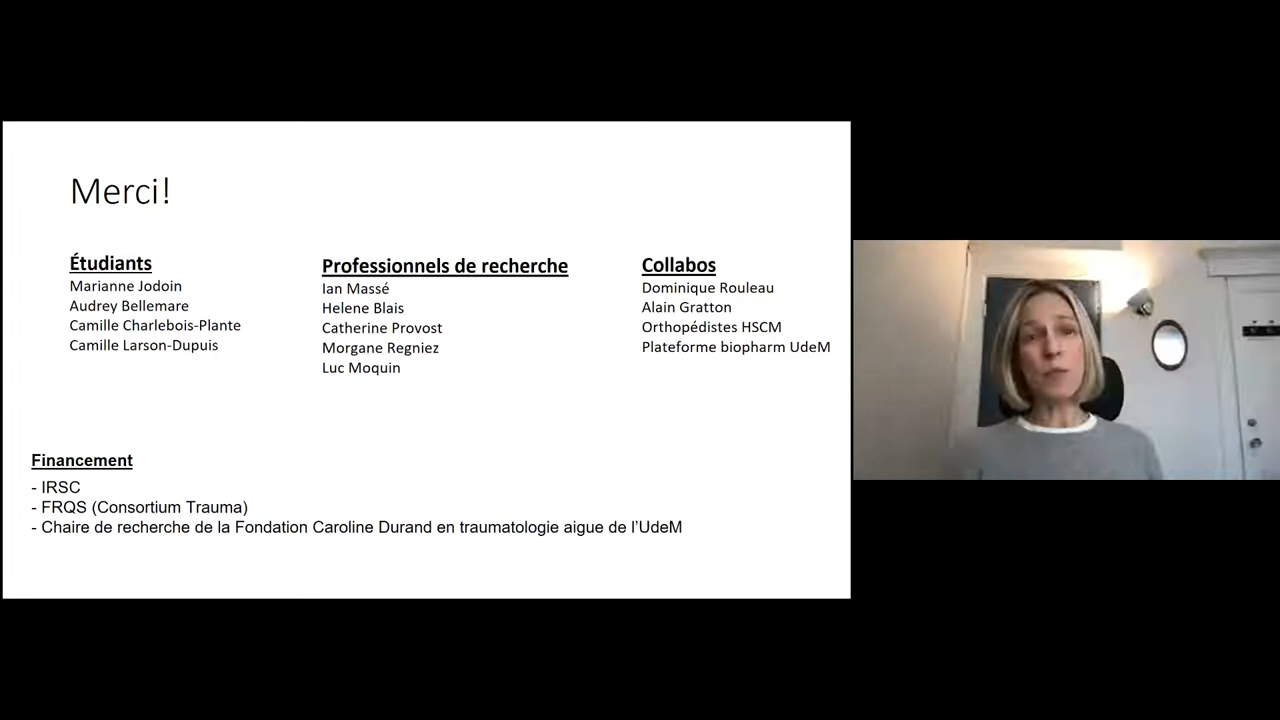 Merci!
Étudiants
Marianne Jodoin
Audrey Bellemare
Camille Charlebois-Plante
Camille Larson-Dupuis
Professionnels de recherche
Ian Massé
Helene Blais
Catherine Provost
Morgane Regniez
Luc Moquin
Collabos
Dominique Rouleau
Alain Gratton
Orthopédistes HSCM
Plateforme biopharm UdeM
Financement
- IRSC
- FRQS (Consortium Trauma)
- Chaire de recherche de la Fondation Caroline Durand en traumatologie aigue de l'UdeM